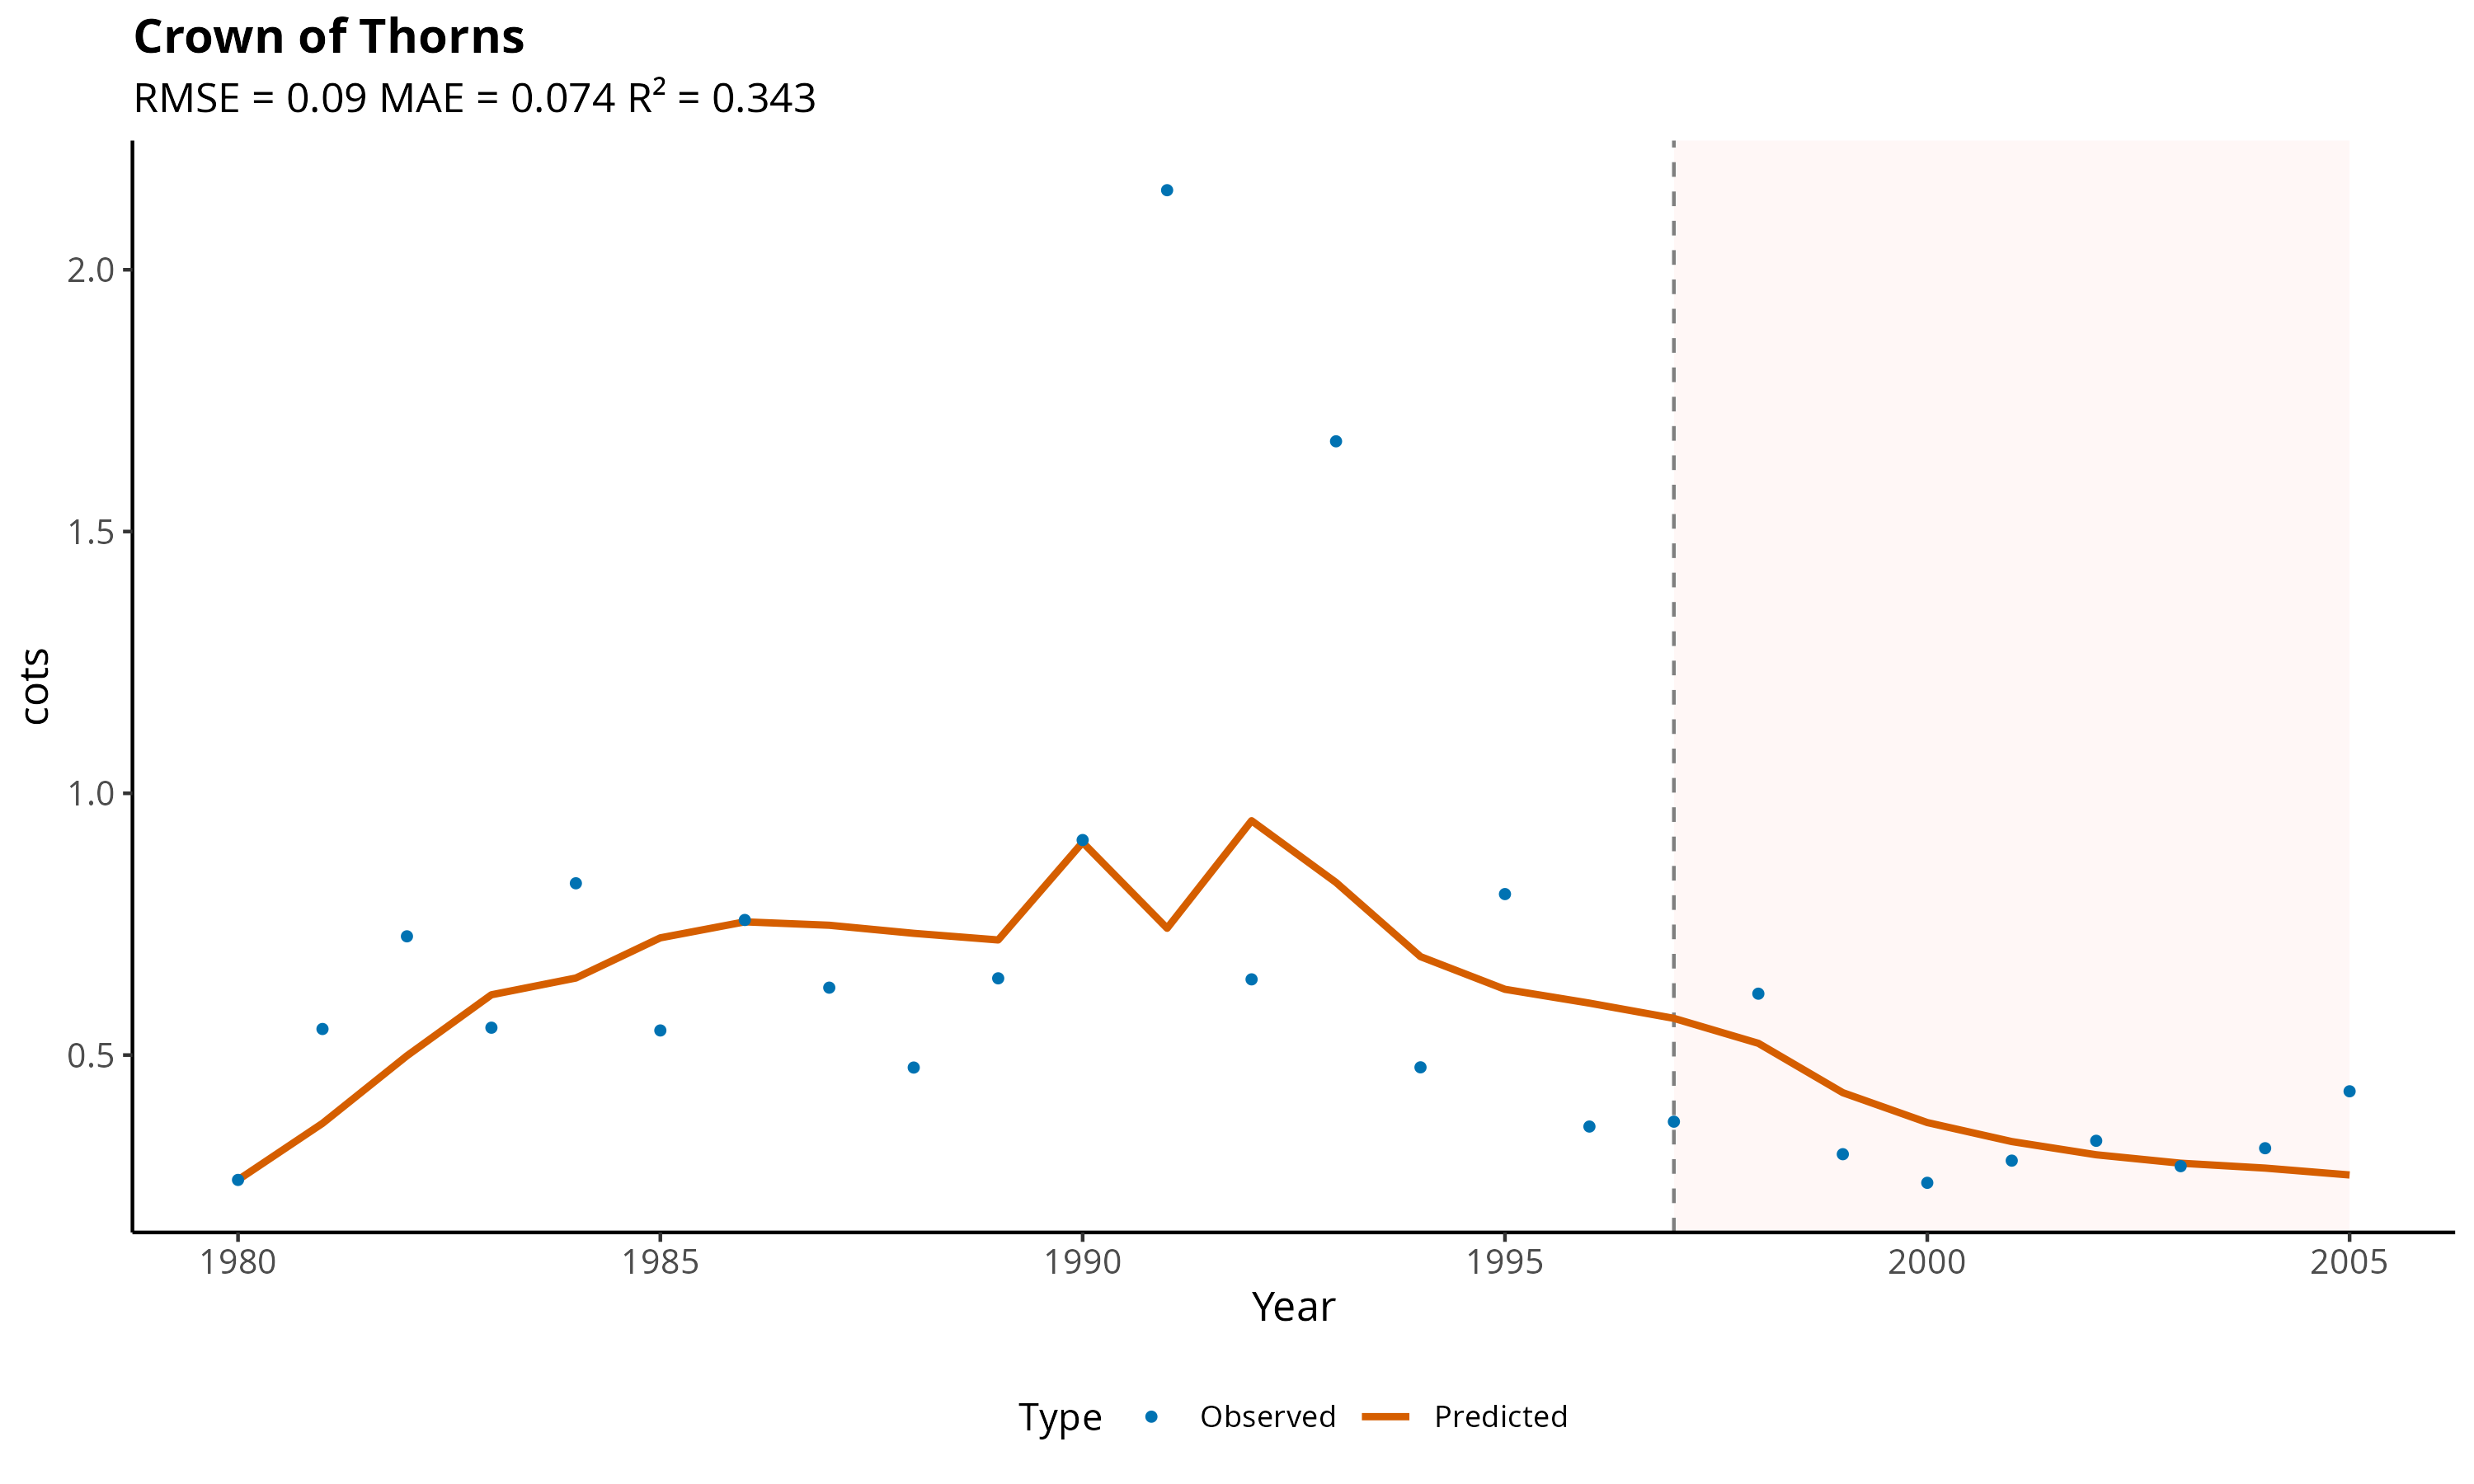 Crown of Thorns
RMSE = 0.09 MAE = 0.074 R² = 0.343
cots
2.0
1.5
1.0
0.5
1980 1985 1990 1995 2000 2005
Year
Type Observed Predicted